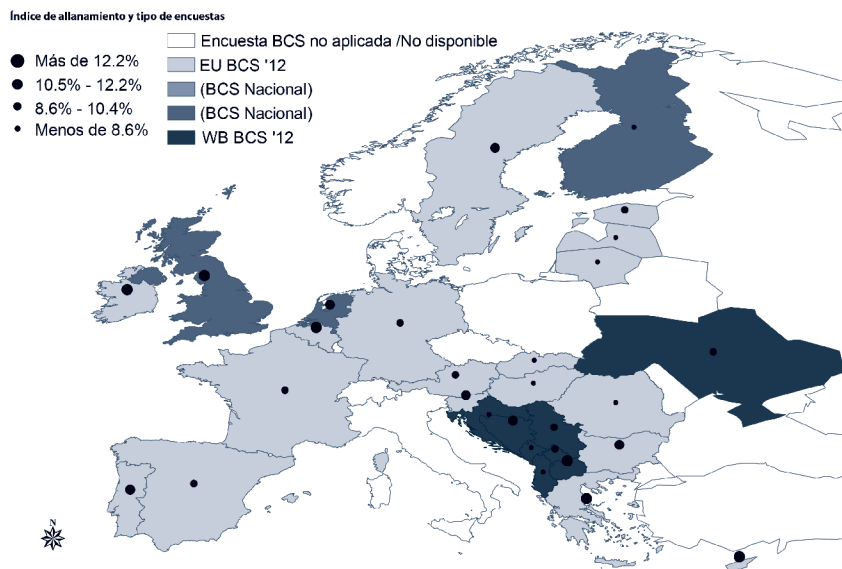 Índice de allanamiento y tipo de encuestas
Más de 12.2%
10.5% - 12.2%
8.6% - 10.4%
Menos de 8.6%
Encuesta BCS no aplicada /No disponible
EU BCS '12
(BCS Nacional)
(BCS Nacional)
WB BCS '12
N